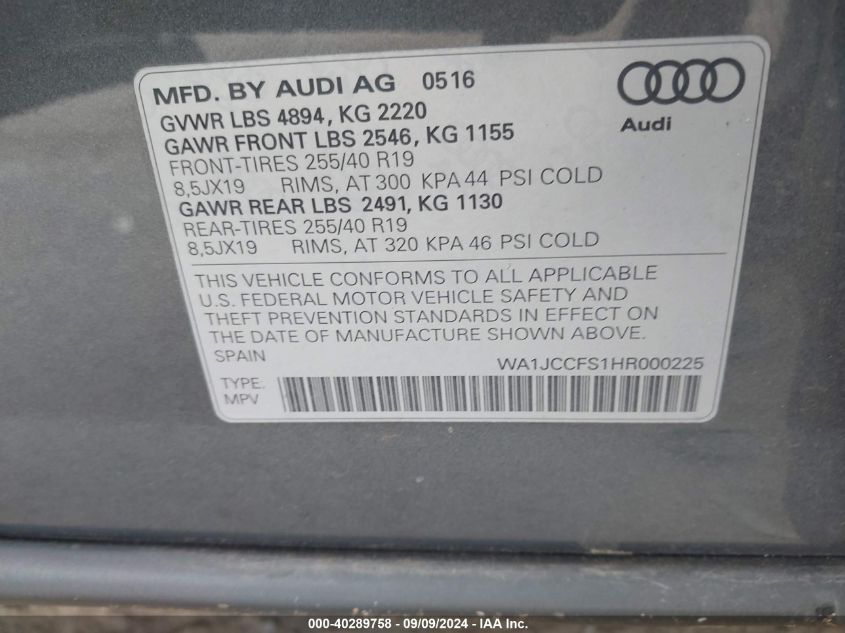 MFD. BY AUDI AG 0516
GVWR LBS 4894, KG 2220
GAWR FRONT LBS 2546, KG 1155
FRONT-TIRES 255/40 R19
8,5JX19 RIMS, AT 300 KPA 44 PSI COLD
GAWR REAR LBS 2491, KG 1130
REAR-TIRES 255/40 R19
8,5JX19 RIMS, AT 320 KPA 46 PSI COLD
Audi
THIS VEHICLE CONFORMS TO ALL APPLICABLE
U.S. FEDERAL MOTOR VEHICLE SAFETY AND
THEFT PREVENTION STANDARDS IN EFFECT ON
THE DATE OF MANUFACTURE SHOWN ABOVE.
SPAIN
WA1JCCFS1HR000225
TYPE:
MPV
000-40289758 - 09/09/2024 - IAA Inc.